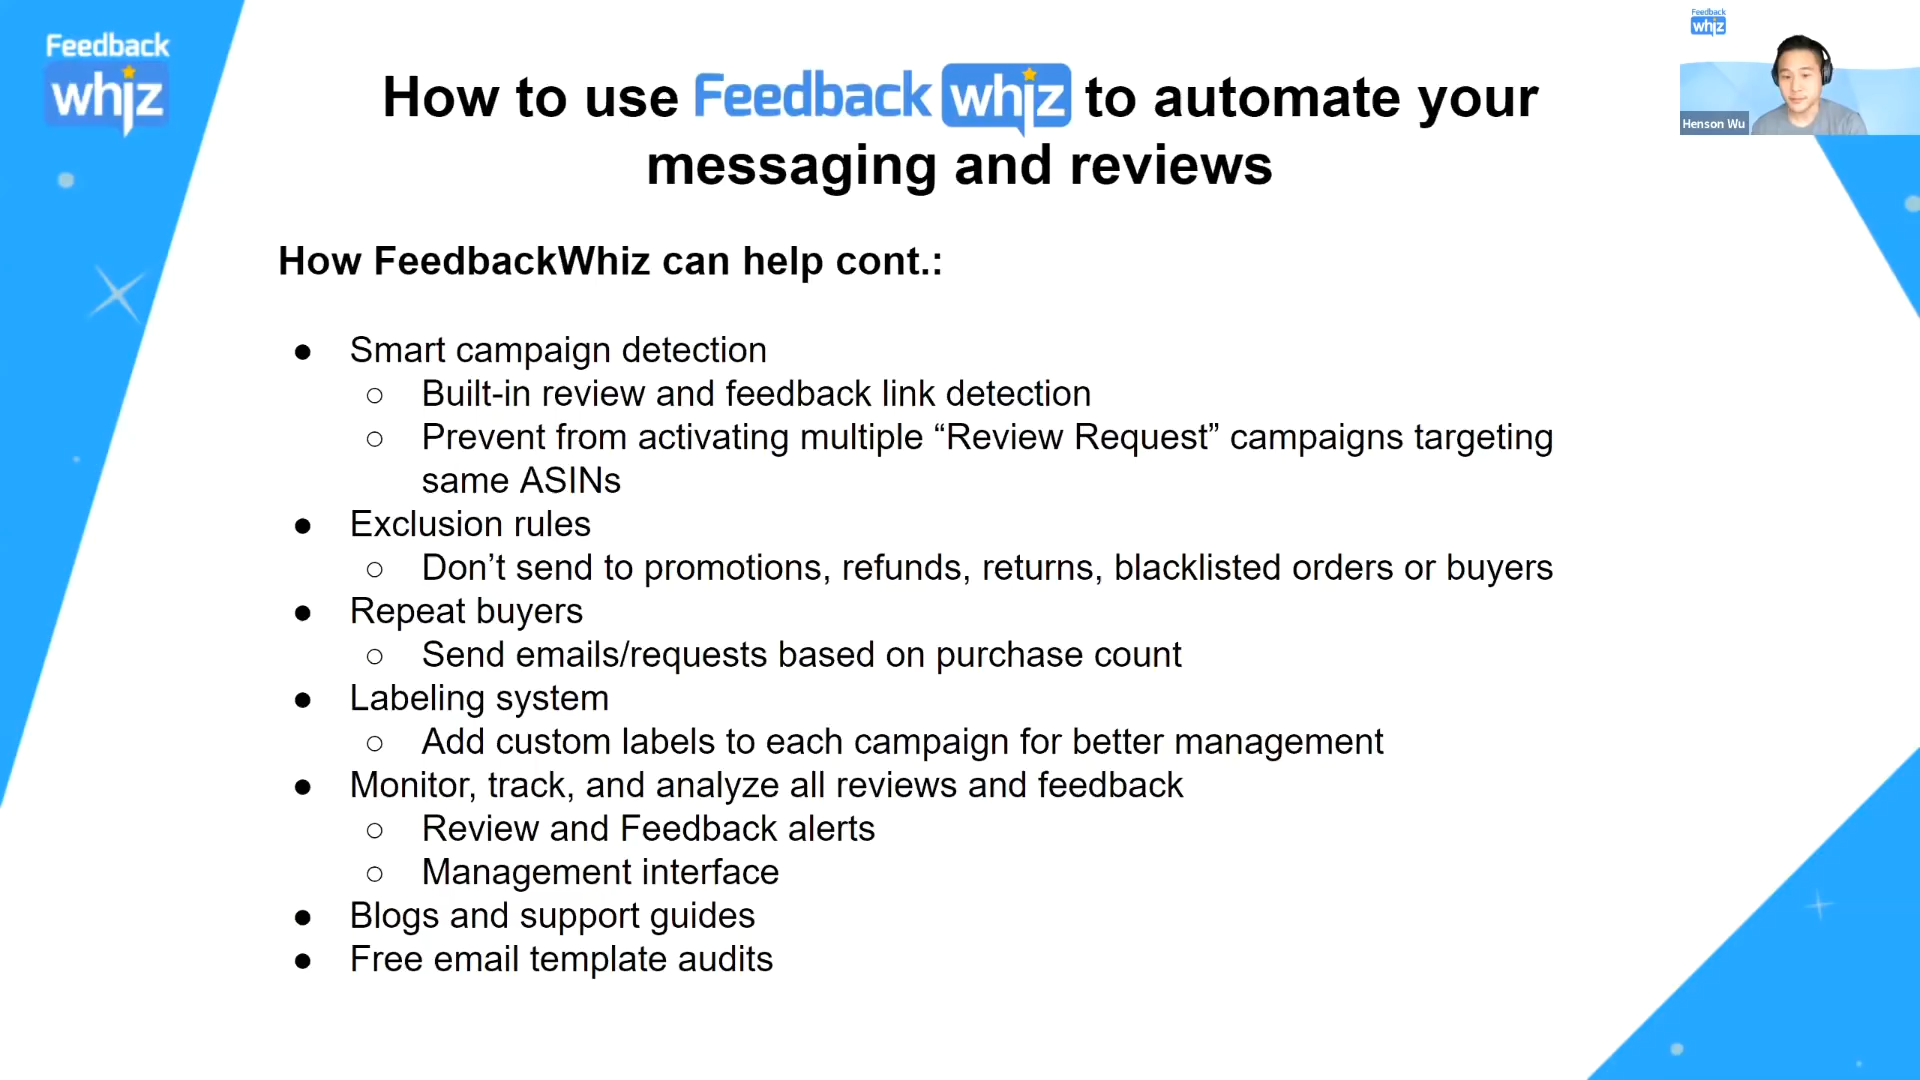 Feedback
whiz
Feedback
whiz
Henson Wu
How to use Feedback whiz to automate your
messaging and reviews
How FeedbackWhiz can help cont.:
● Smart campaign detection
○ Built-in review and feedback link detection
○ Prevent from activating multiple “Review Request” campaigns targeting
same ASINs
● Exclusion rules
○ Don’t send to promotions, refunds, returns, blacklisted orders or buyers
● Repeat buyers
○ Send emails/requests based on purchase count
● Labeling system
○ Add custom labels to each campaign for better management
● Monitor, track, and analyze all reviews and feedback
○ Review and Feedback alerts
○ Management interface
● Blogs and support guides
● Free email template audits